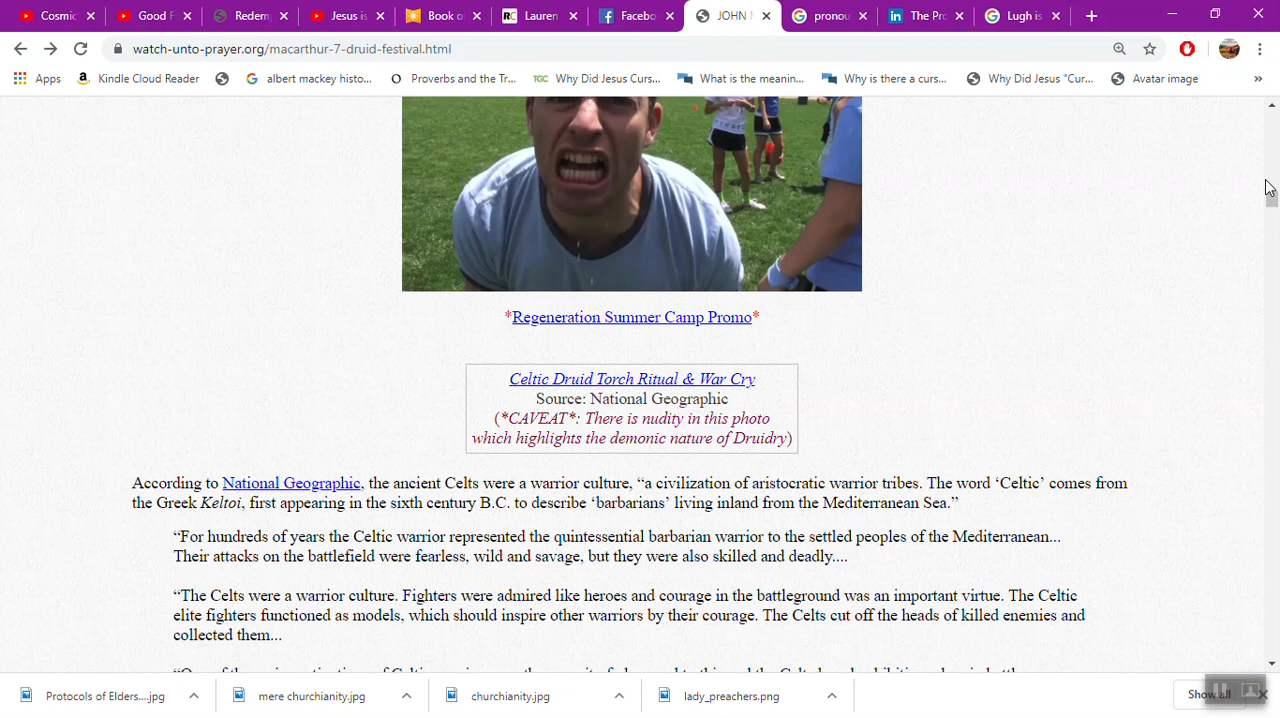 Cosmic
Good F
Redem
Jesus is
Book o
Lauren
Facebo
JOHN
pronou
The Pro
Lugh is
watch-unto-prayer.org/macarthur-7-druid-festival.html
Apps
Kindle Cloud Reader
albert mackey histo...
Proverbs and the Tr...
TGC Why Did Jesus Curs...
What is the meanin...
Why is there a curs...
Why Did Jesus "Cur...
Avatar image
*Regeneration Summer Camp Promo*
Celtic Druid Torch Ritual & War Cry
Source: National Geographic
(*CAVEAT*: There is nudity in this photo
which highlights the demonic nature of Druidry)
According to National Geographic, the ancient Celts were a warrior culture, “a civilization of aristocratic warrior tribes. The word ‘Celtic’ comes from
the Greek Keltoi, first appearing in the sixth century B.C. to describe ‘barbarians’ living inland from the Mediterranean Sea.”
“For hundreds of years the Celtic warrior represented the quintessential barbarian warrior to the settled peoples of the Mediterranean...
Their attacks on the battlefield were fearless, wild and savage, but they were also skilled and deadly....
“The Celts were a warrior culture. Fighters were admired like heroes and courage in the battleground was an important virtue. The Celtic
elite fighters functioned as models, which should inspire other warriors by their courage. The Celts cut off the heads of killed enemies and
collected them...
Protocols of Elders....jpg
mere churchianity.jpg
churchianity.jpg
lady_preachers.png
Show all